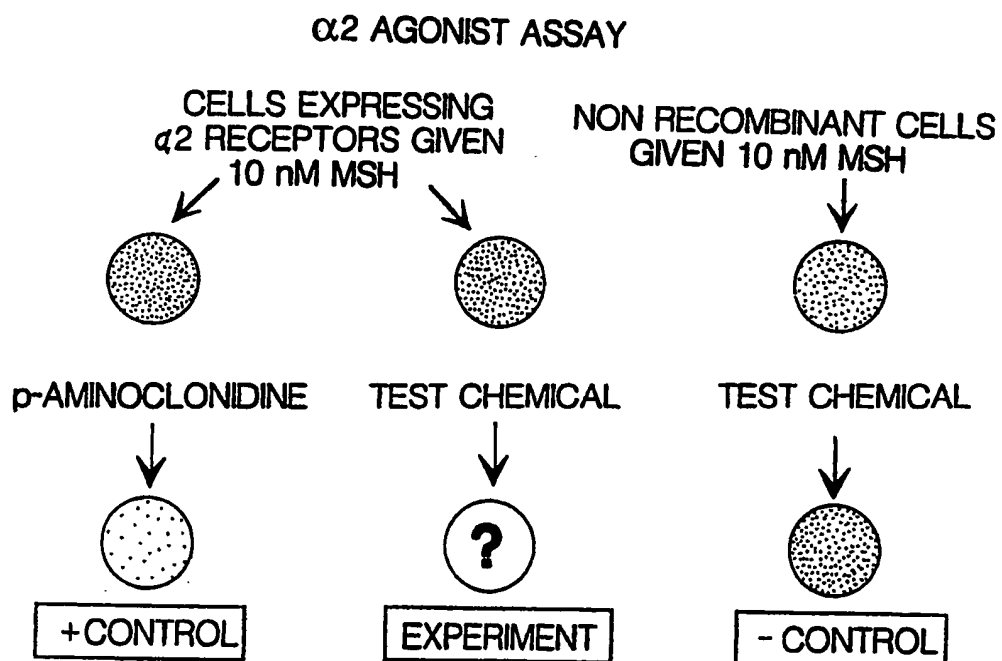 α2 AGONIST ASSAY
CELLS EXPRESSING
α2 RECEPTORS GIVEN
10 nM MSH
NON RECOMBINANT CELLS
GIVEN 10 nM MSH
p-AMINOCLONIDINE
TEST CHEMICAL
TEST CHEMICAL
?
+CONTROL
EXPERIMENT
- CONTROL